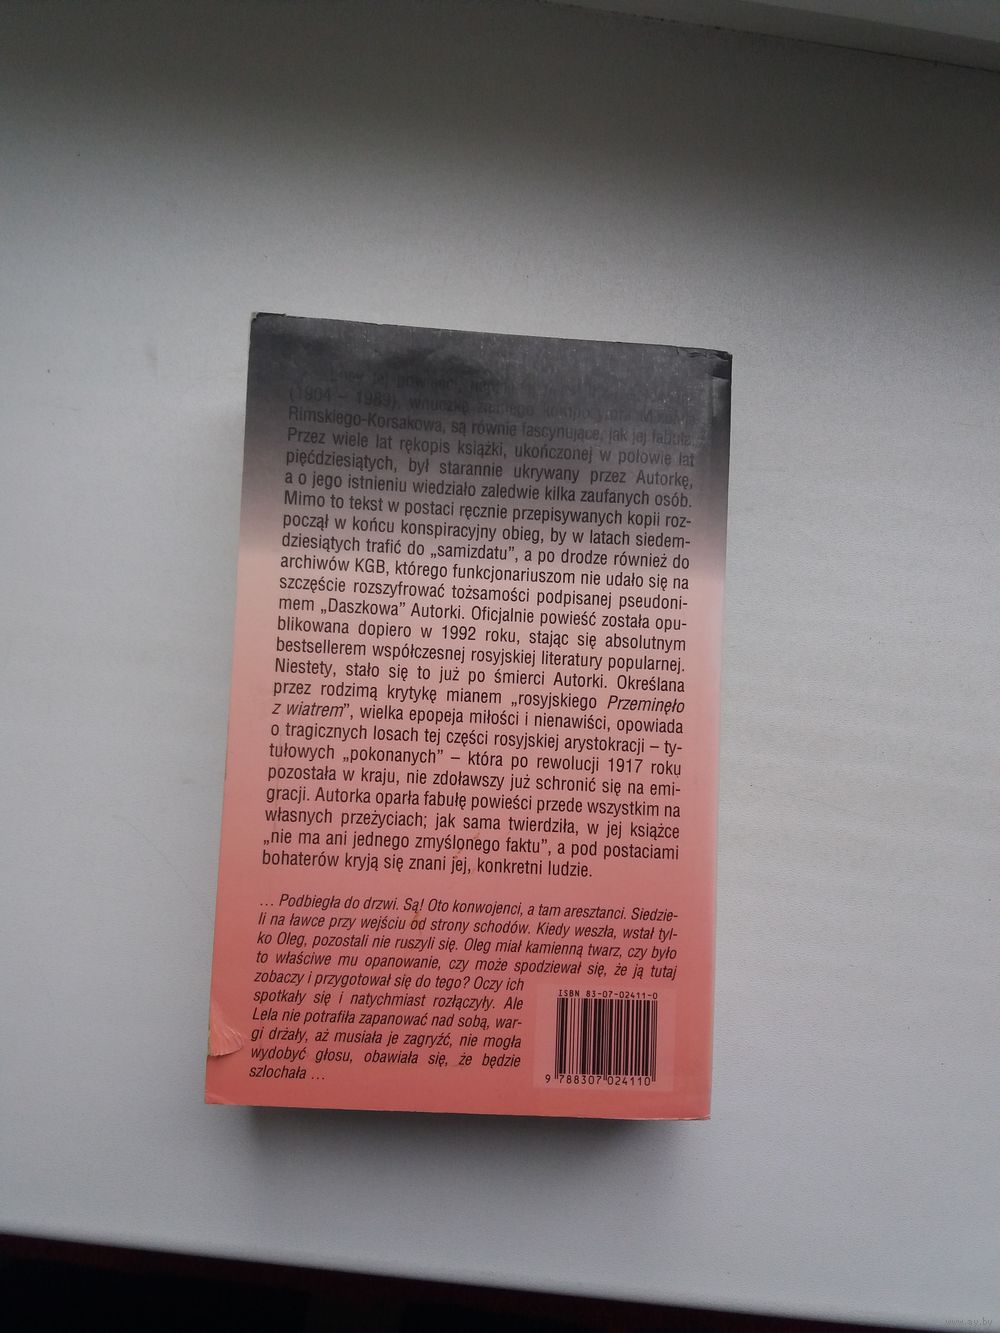 jej powieści,
(1904 – 1989), wnuczkę znanego kompozytora Mikołaja
Rimskiego-Korsakowa, są równie fascynujące, jak jej fabuła.
Przez wiele lat rękopis książki, ukończonej w połowie lat
pięćdziesiątych, był starannie ukrywany przez Autorkę,
a o jego istnieniu wiedziało zaledwie kilka zaufanych osób.
Mimo to tekst w postaci ręcznie przepisywanych kopii roz-
począł w końcu konspiracyjny obieg, by w latach siedem-
dziesiątych trafić do „samizdatu”, a po drodze również do
archiwów KGB, którego funkcjonariuszom nie udało się na
szczęście rozszyfrować tożsamości podpisanej pseudoni-
mem „Daszkowa” Autorki. Oficjalnie powieść została opu-
blikowana dopiero w 1992 roku, stając się absolutnym
bestsellerem współczesnej rosyjskiej literatury popularnej.
Niestety, stało się to już po śmierci Autorki. Określana
przez rodzimą krytykę mianem „rosyjskiego Przeminęło
z wiatrem”, wielka epopeja miłości i nienawiści, opowiada
o tragicznych losach tej części rosyjskiej arystokracji – ty-
tułowych „pokonanych” – która po rewolucji 1917 roku
pozostała w kraju, nie zdoławszy już schronić się na emi-
gracji. Autorka oparła fabułę powieści przede wszystkim na
własnych przeżyciach; jak sama twierdziła, w jej książce
„nie ma ani jednego zmyślonego faktu”, a pod postaciami
bohaterów kryją się znani jej, konkretni ludzie.
… Podbiegła do drzwi. Są! Oto konwojenci, a tam aresztanci. Siedzie-
li na ławce przy wejściu od strony schodów. Kiedy weszła, wstał tyl-
ko Oleg, pozostali nie ruszyli się. Oleg miał kamienną twarz, czy było
to właściwe mu opanowanie, czy może spodziewał się, że ją tutaj
zobaczy i przygotował się do tego? Oczy ich
spotkały się i natychmiast rozłączyły. Ale
Lela nie potrafiła zapanować nad sobą, war-
gi drżały, aż musiała je zagryźć, nie mogła
wydobyć głosu, obawiała się, że będzie
szlochała …
ISBN 83-07-02411-0
9 788307 024110
www.ay.by